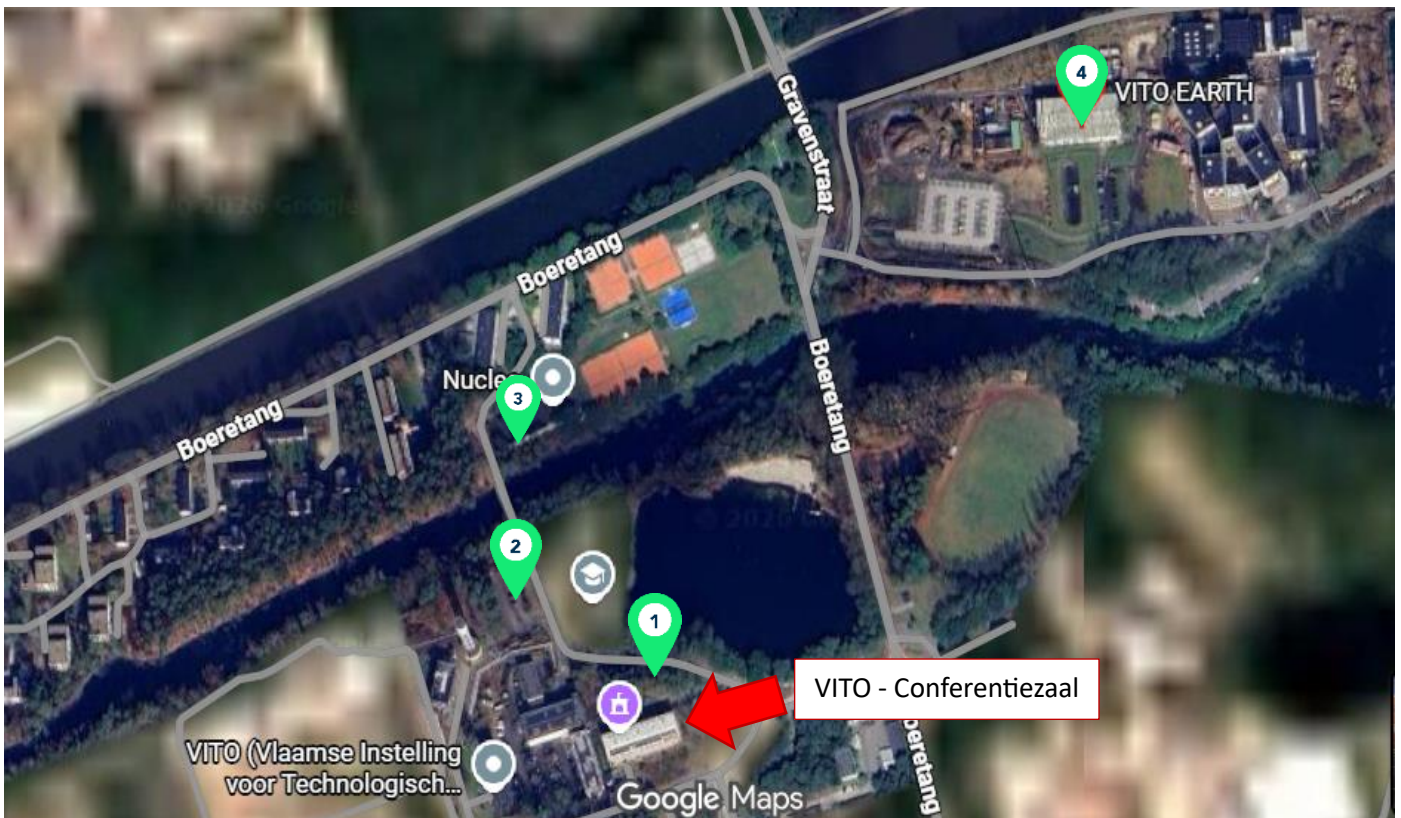 4
VITO EARTH
Gravenstraat
Boeretang
Nucle
3
Boeretang
Boeretang
2
1
VITO - Conferentiezaal
VITO (Vlaamse Instelling
voor Technologisch...
oeretang
Google Maps